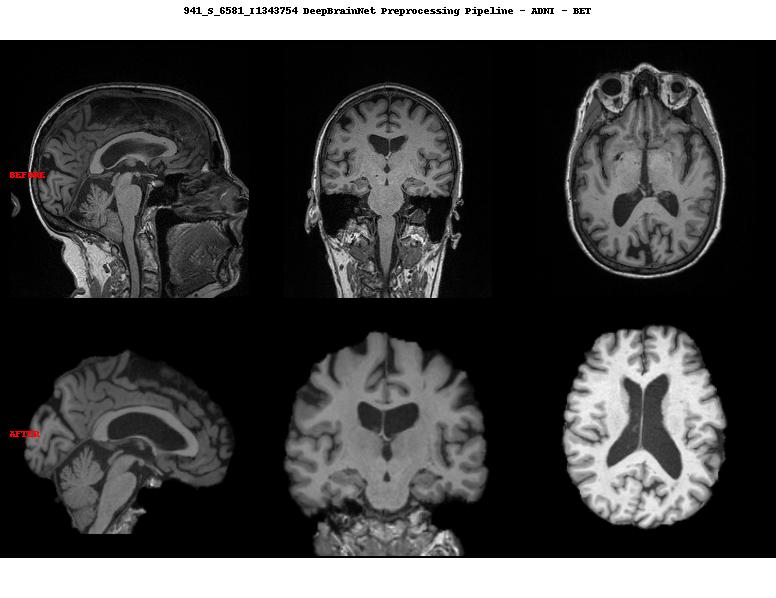 941_S_6581_I1343754 DeepBrainNet Preprocessing Pipeline - ADNI - BET
BEFORE
AFTER